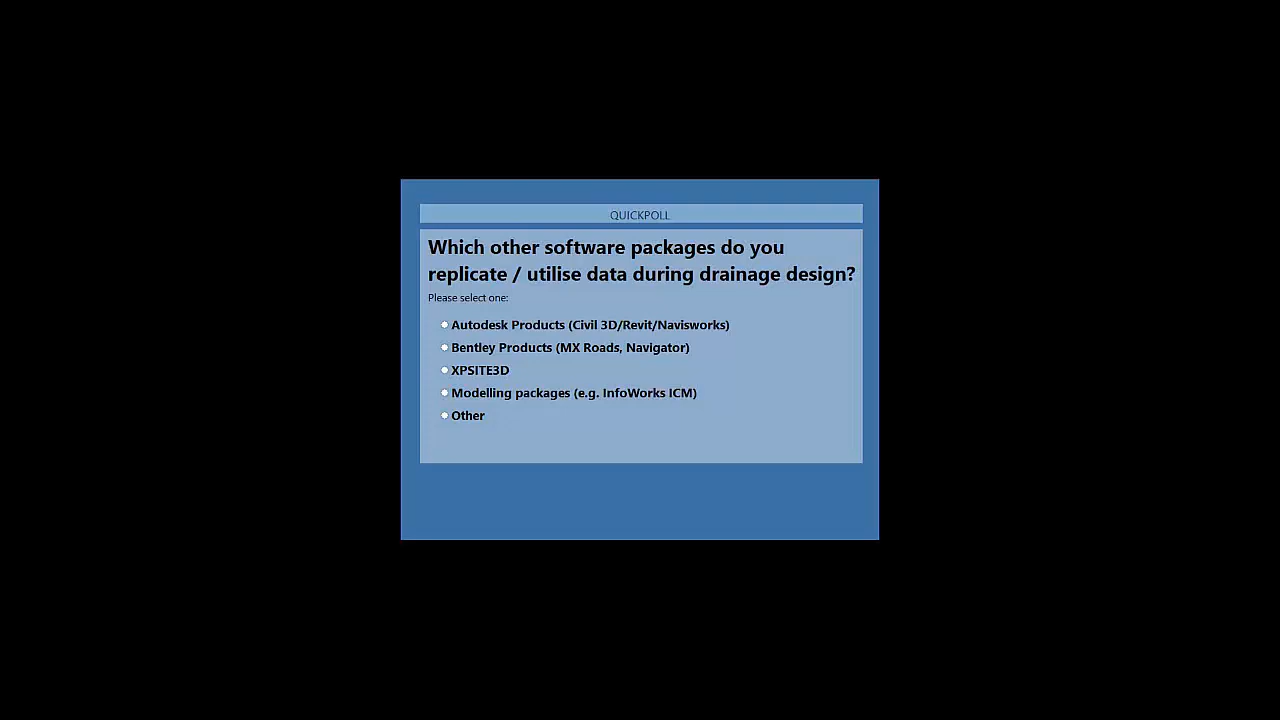 QUICKPOLL
Which other software packages do you
replicate / utilise data during drainage design?
Please select one:
Autodesk Products (Civil 3D/Revit/Navisworks)
Bentley Products (MX Roads, Navigator)
XPSITE3D
Modelling packages (e.g. InfoWorks ICM)
Other